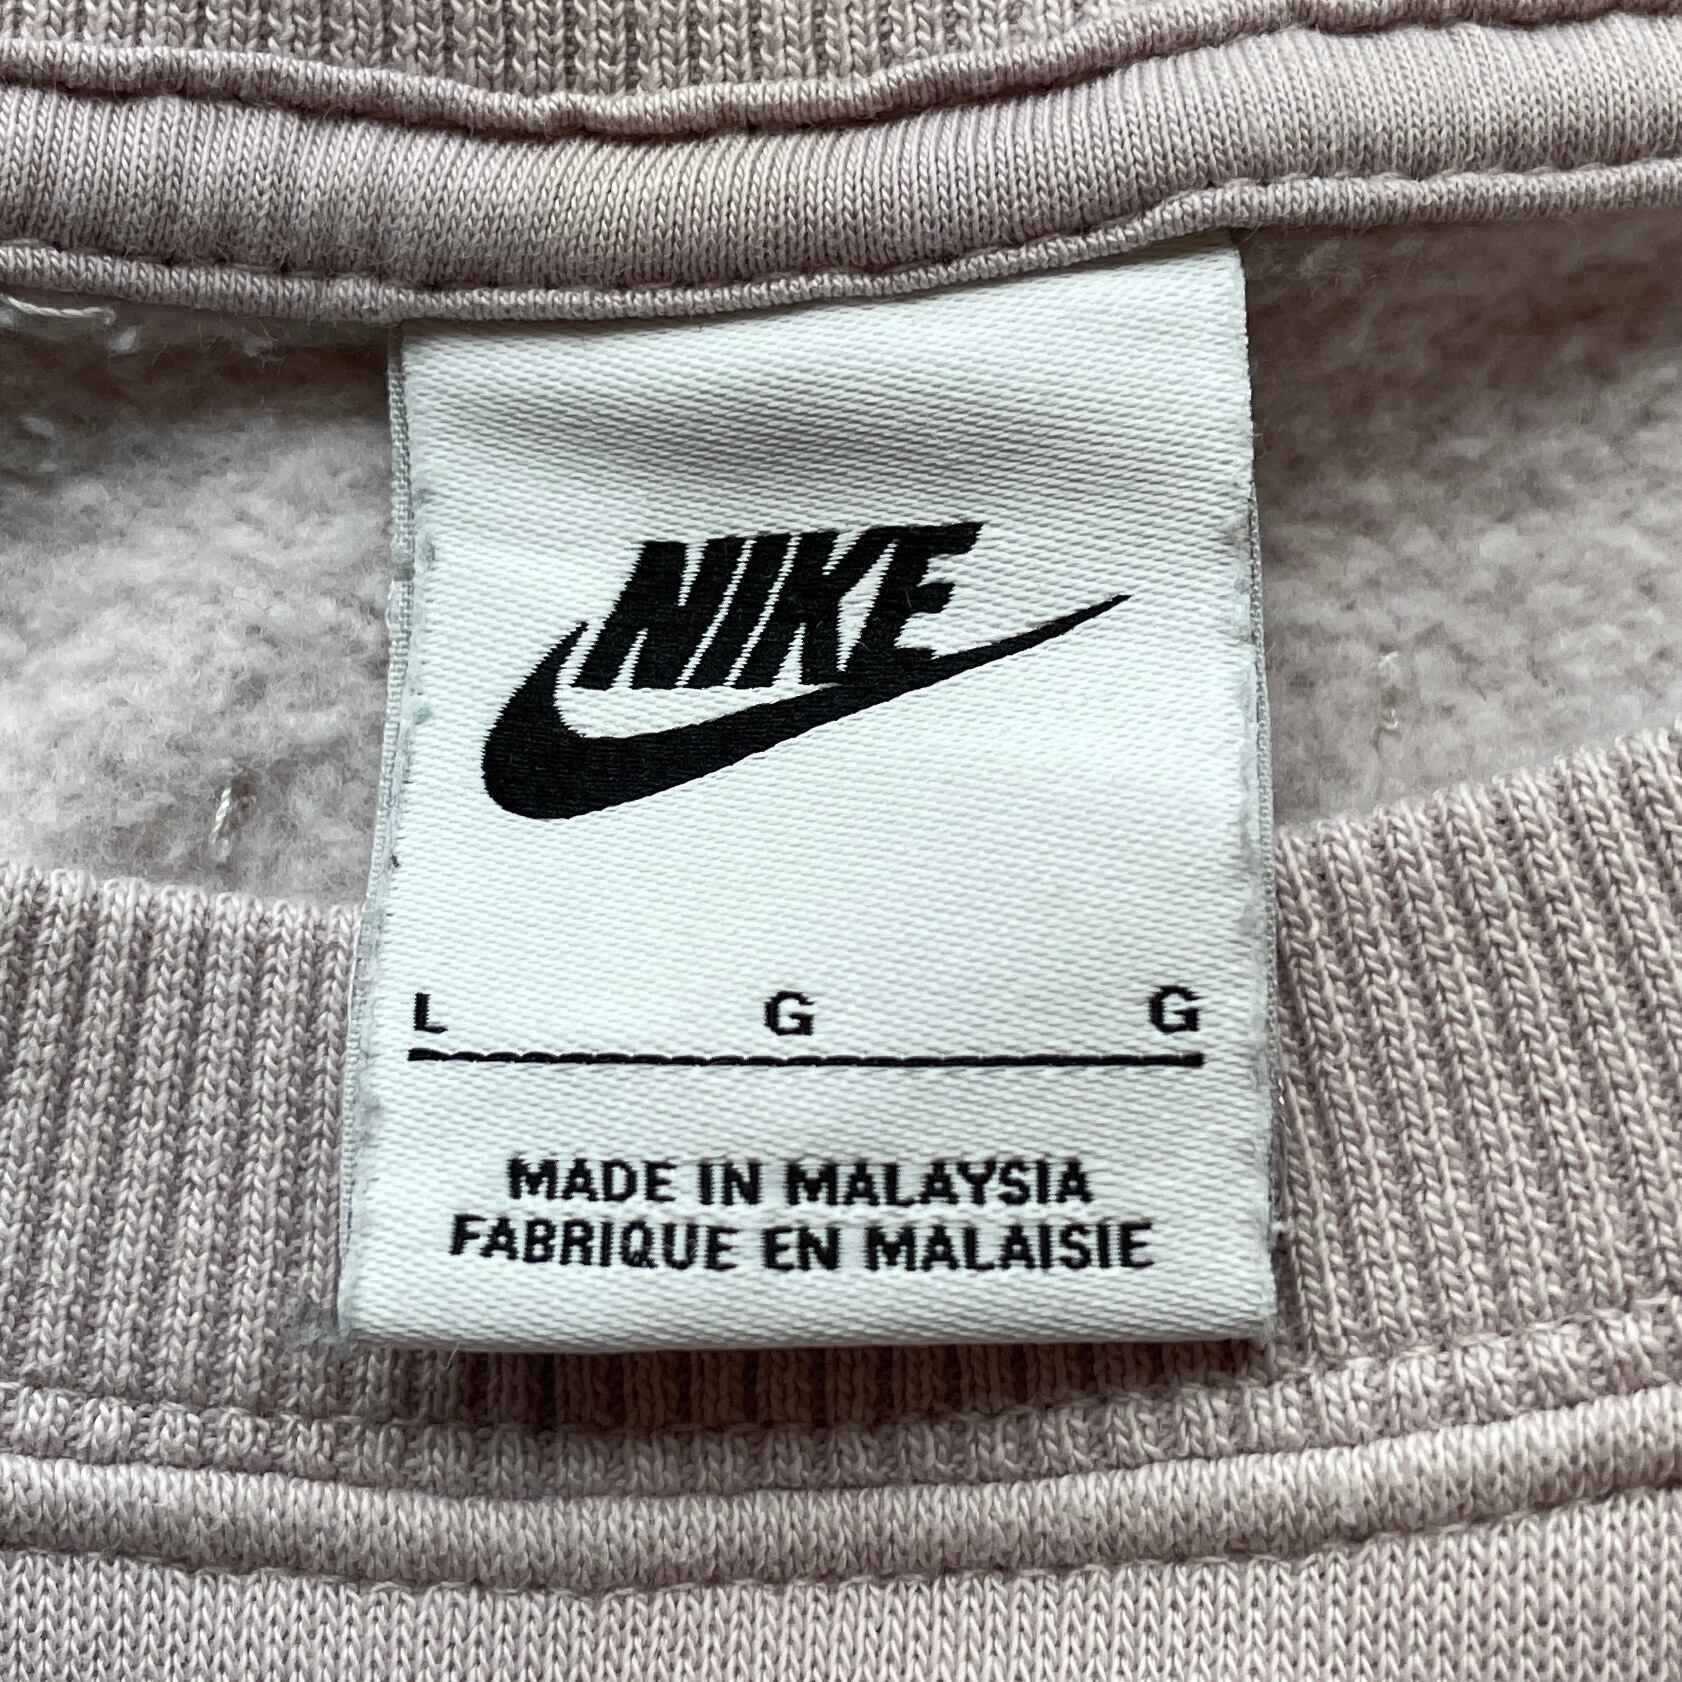 NIKE
L G G
MADE IN MALAYSIA
FABRIQUE EN MALAISIE